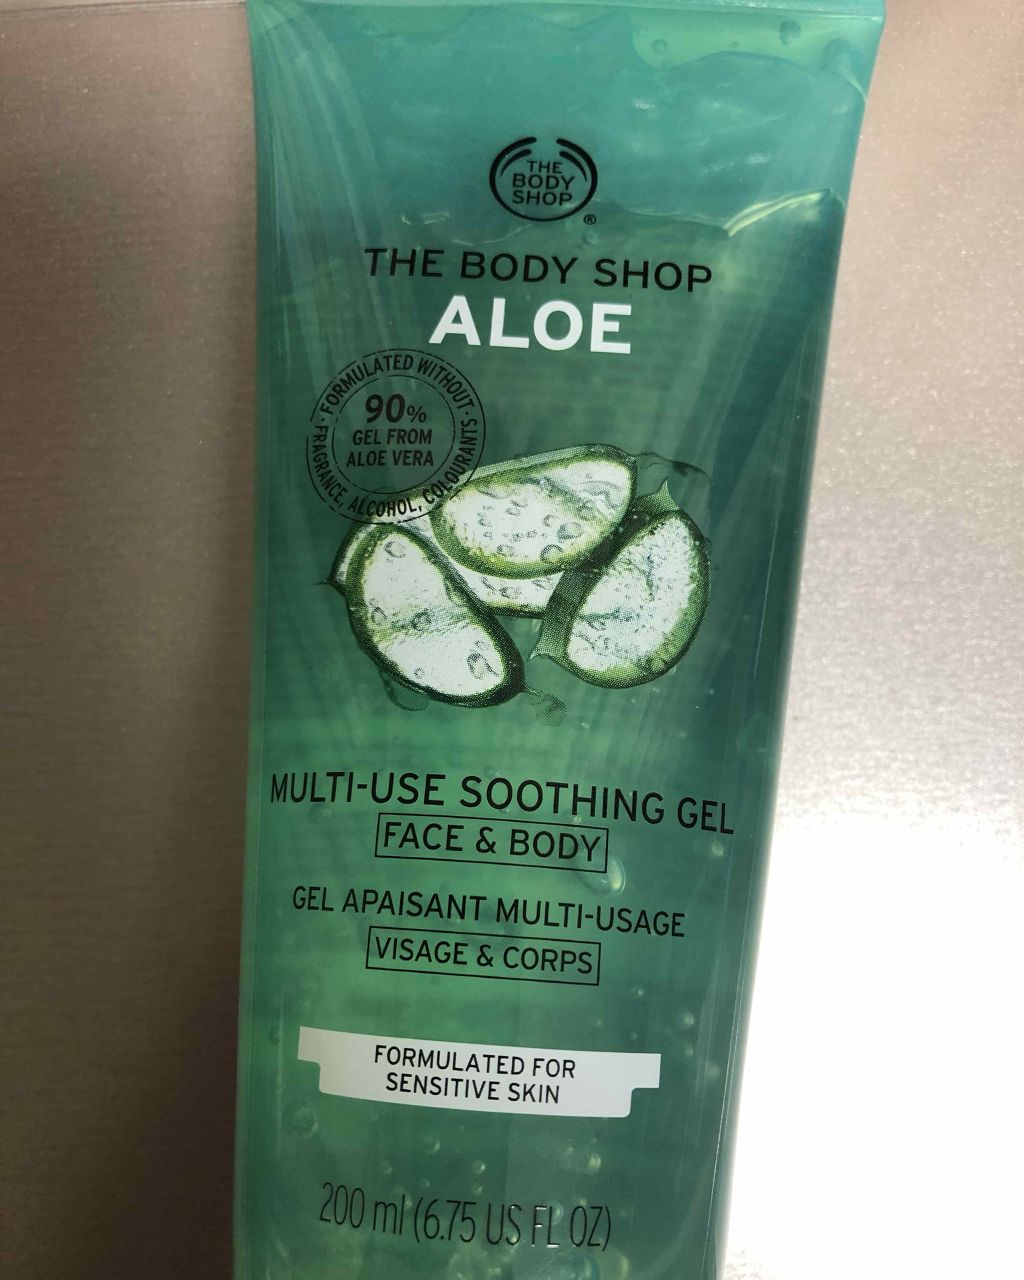 THE
BODY
SHOP
®
THE BODY SHOP
ALOE
· FORMULATED WITHOUT ·
FRAGRANCE, ALCOHOL, COLOURANTS
90%
GEL FROM
ALOE VERA
MULTI-USE SOOTHING GEL
FACE & BODY
GEL APAISANT MULTI-USAGE
VISAGE & CORPS
FORMULATED FOR
SENSITIVE SKIN
200 ml (6.75 US FL OZ)